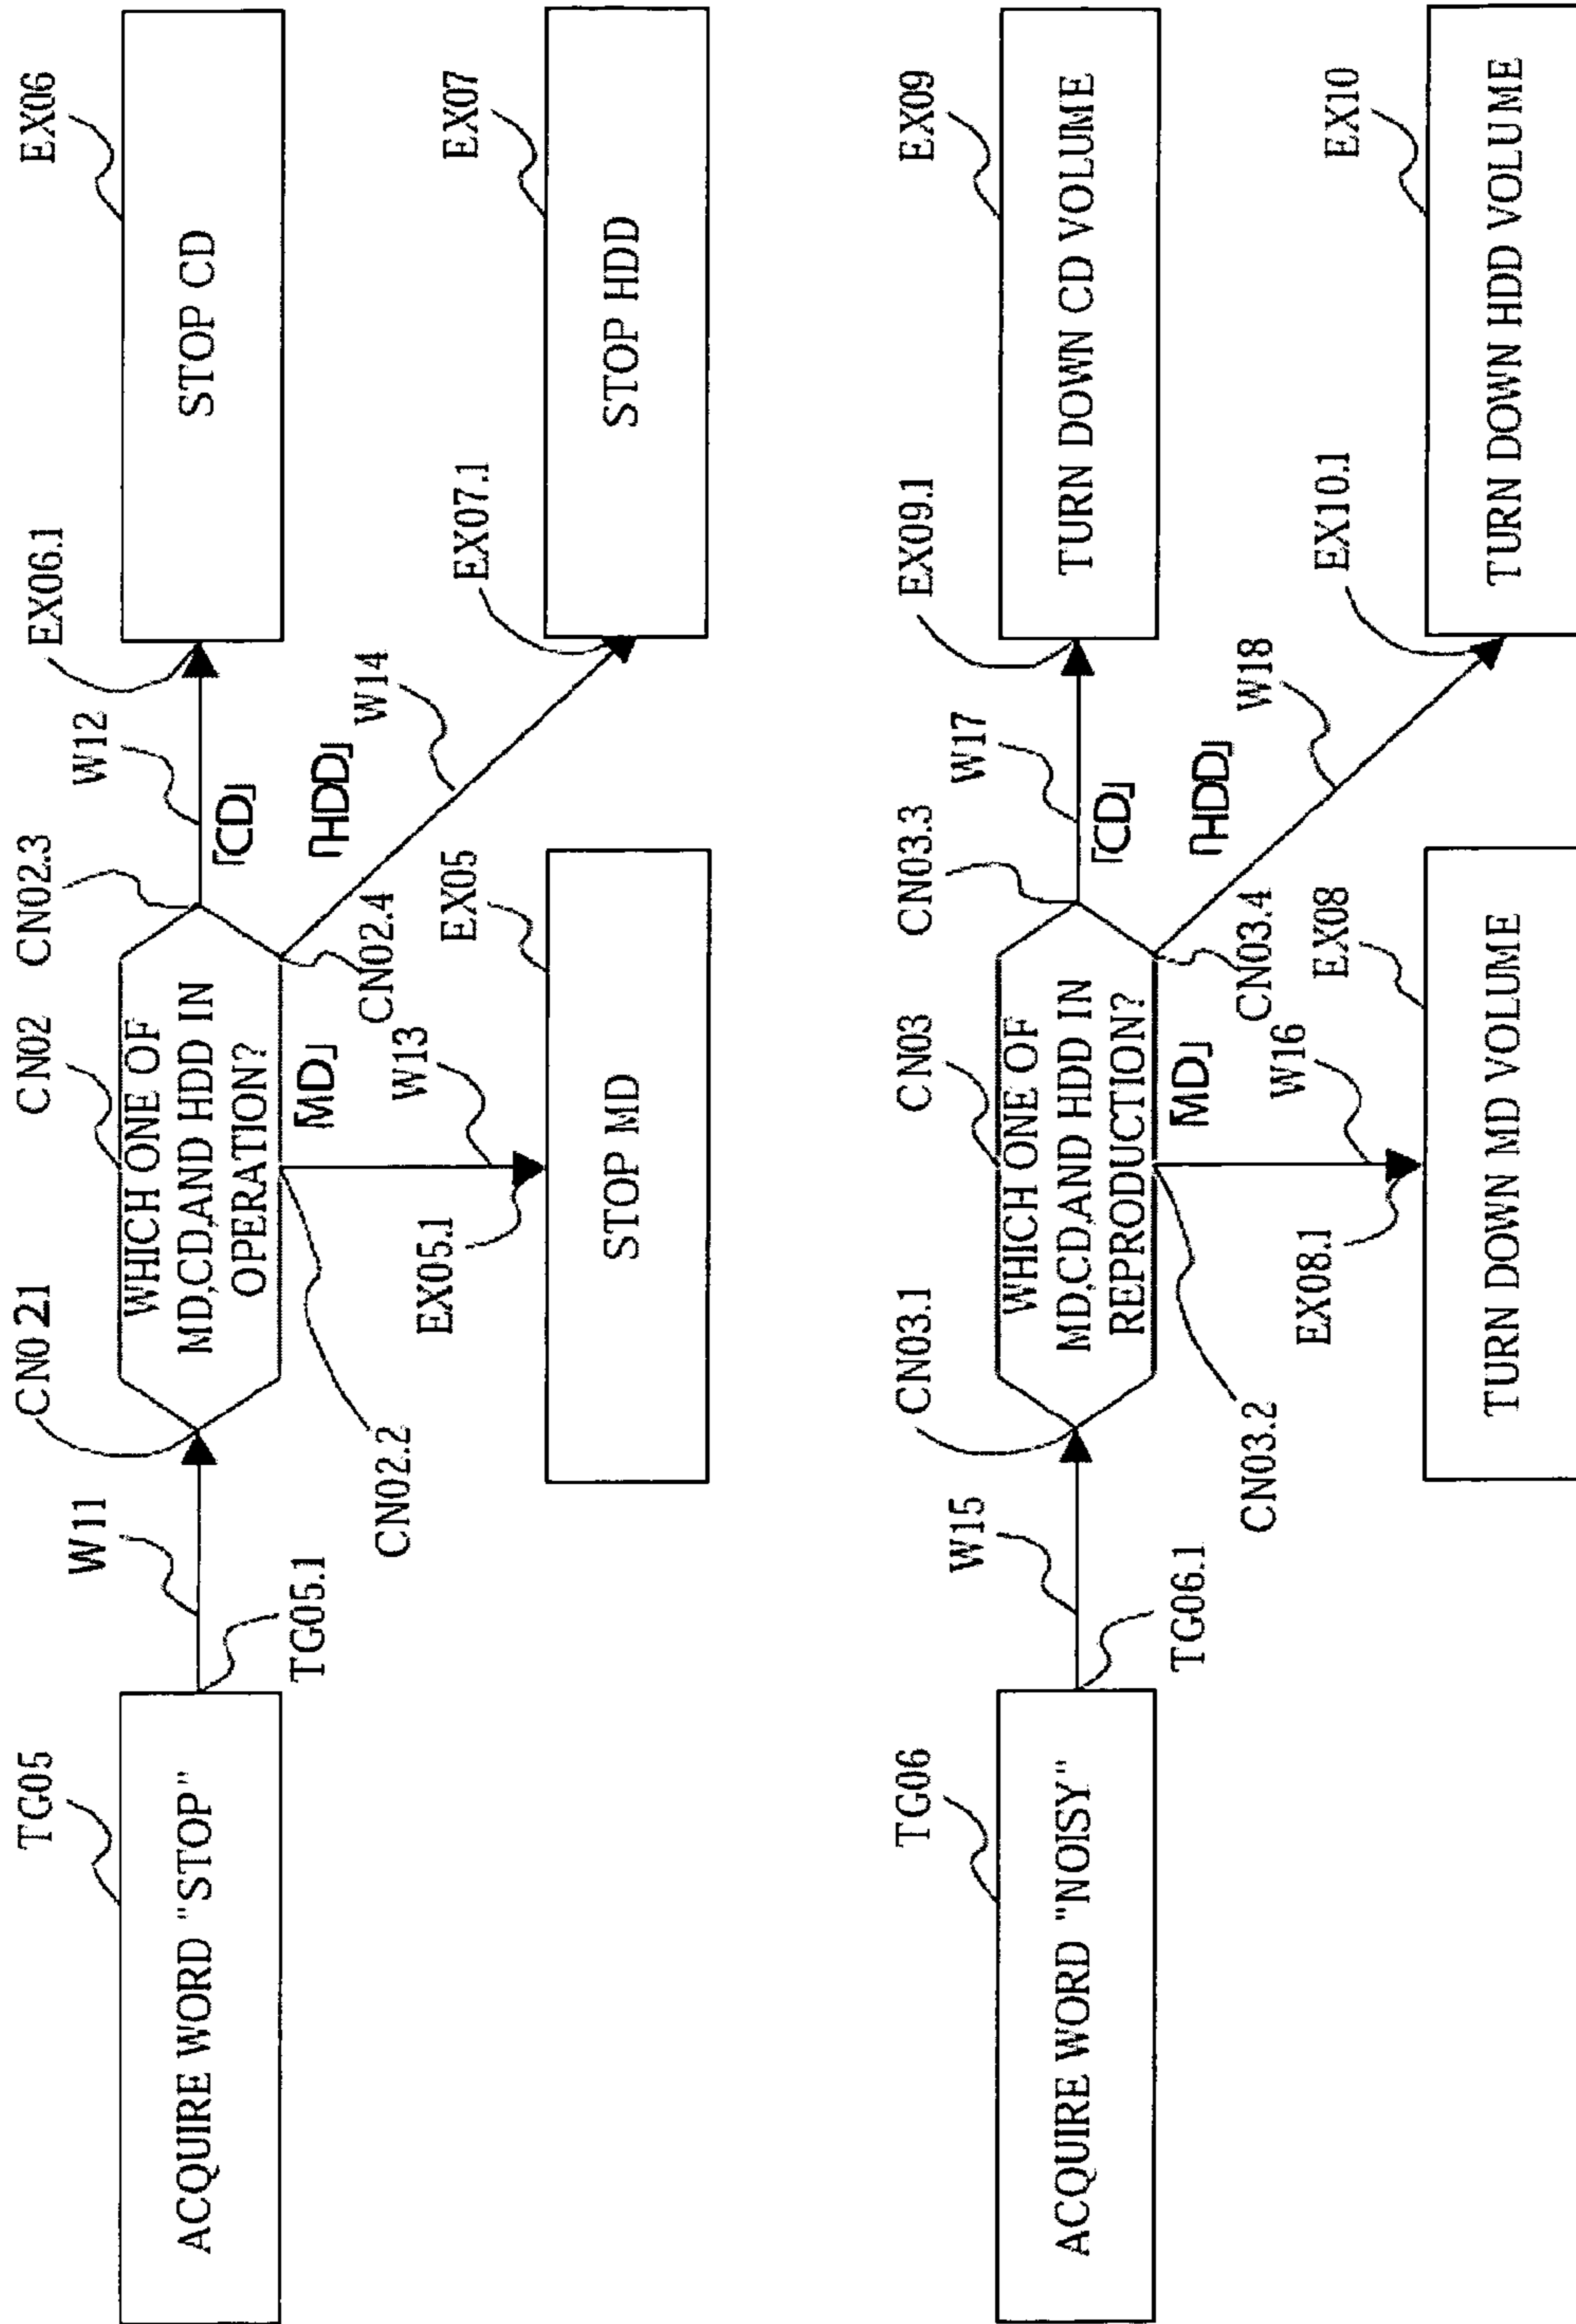 TG05
ACQUIRE WORD "STOP"
TG05.1
W11
CN021
CN02
WHICH ONE OF
MD,CD,AND HDD IN
OPERATION?
CN02.2
CN02.3
CN02.4
「MD」
W13
EX05.1
EX05
STOP MD
W12
「CD」
EX06.1
EX06
STOP CD
「HDD」
W14
EX07.1
EX07
STOP HDD
TG06
ACQUIRE WORD "NOISY"
TG06.1
W15
CN03.1
CN03
WHICH ONE OF
MD,CD,AND HDD IN
REPRODUCTION?
CN03.2
CN03.3
CN03.4
「MD」
W16
EX08.1
EX08
TURN DOWN MD VOLUME
W17
「CD」
EX09.1
EX09
TURN DOWN CD VOLUME
「HDD」
W18
EX10.1
EX10
TURN DOWN HDD VOLUME